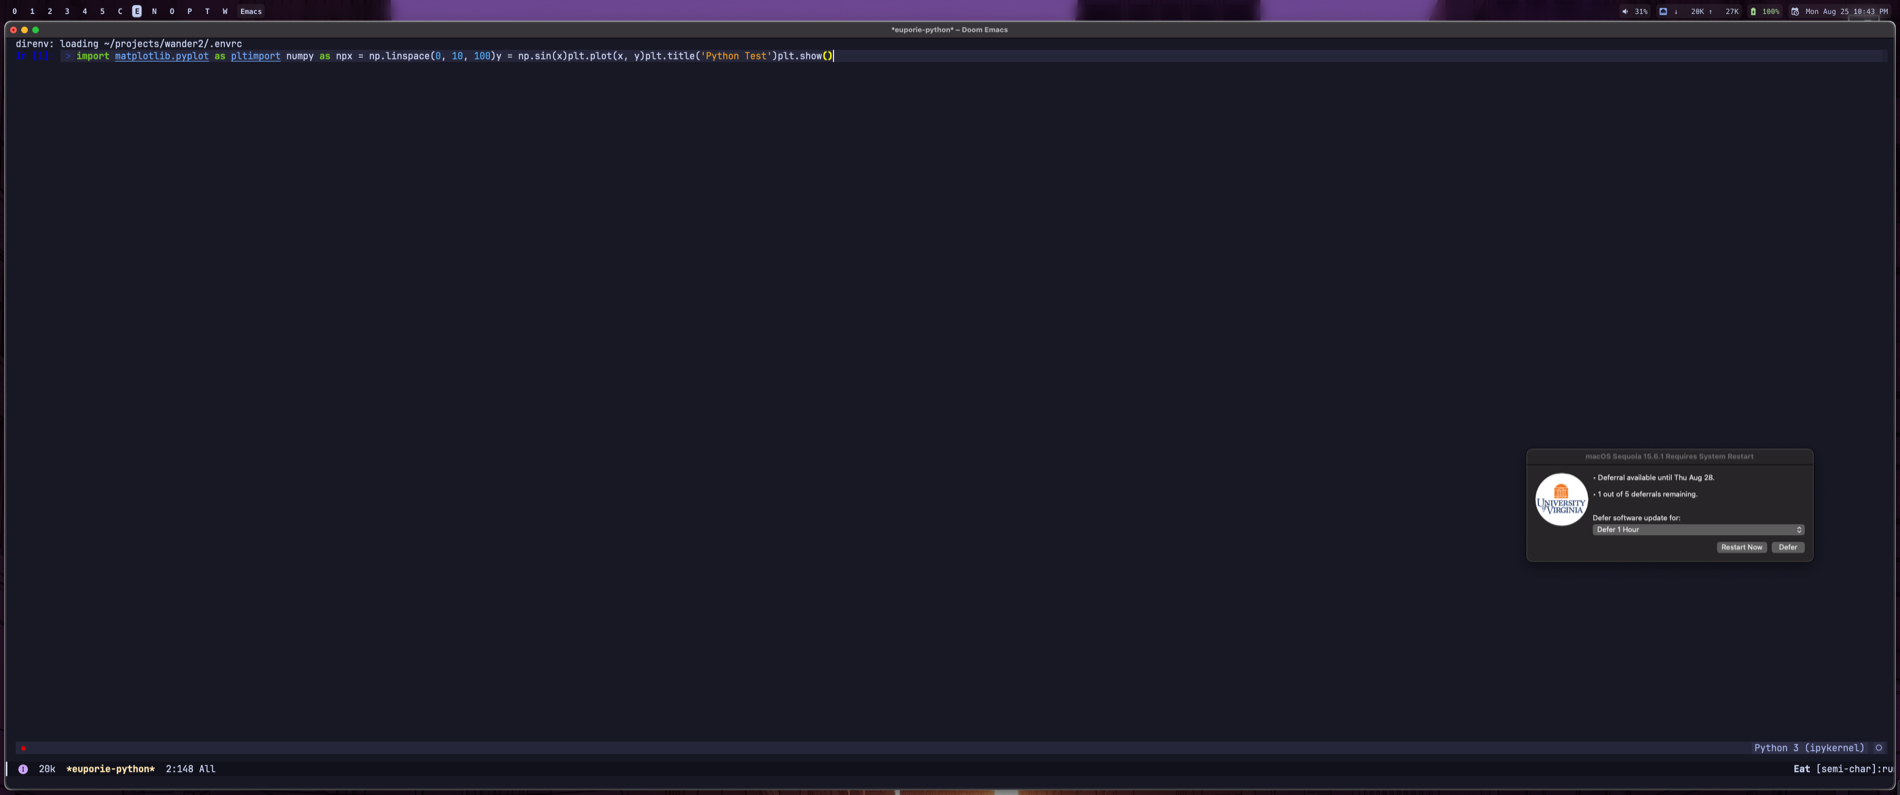 0 1 2 3 4 5 C E N O P T W Emacs
31% ↓ 20K ↑ 27K 100% Mon Aug 25 10:43 PM
*euporie-python* – Doom Emacs
direnv: loading ~/projects/wander2/.envrc
In [ ]: > import matplotlib.pyplot as pltimport numpy as npx = np.linspace(0, 10, 100)y = np.sin(x)plt.plot(x, y)plt.title('Python Test')plt.show()
macOS Sequoia 15.6.1 Requires System Restart
• Deferral available until Thu Aug 28.
• 1 out of 5 deferrals remaining.
UNIVERSITY of VIRGINIA
Defer software update for:
Defer 1 Hour
Restart Now Defer
Python 3 (ipykernel)
20k *euporie-python* 2:148 All
Eat [semi-char]:ru